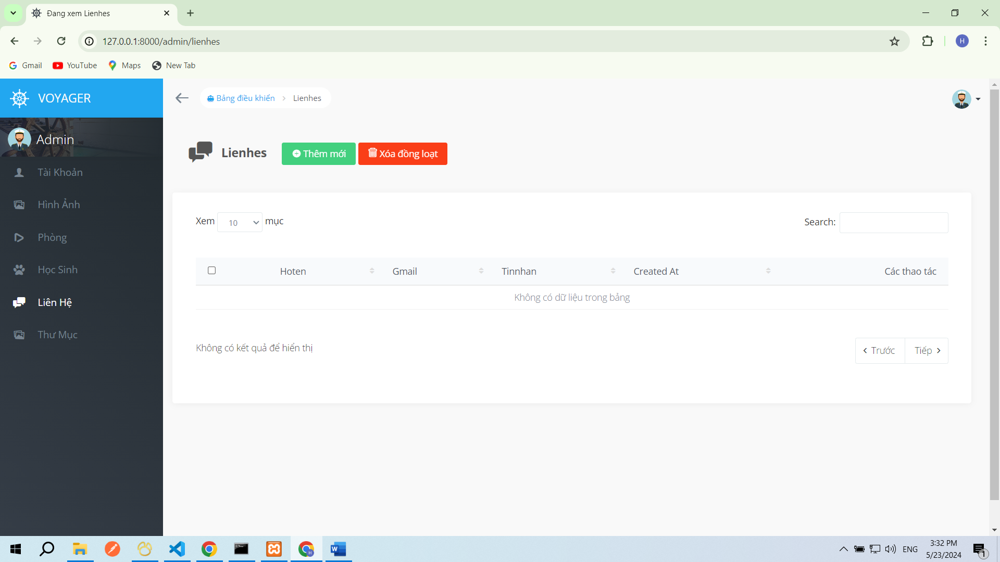 Đang xem Lienhes
127.0.0.1:8000/admin/lienhes
H
Gmail YouTube Maps New Tab
VOYAGER
Bảng điều khiển Lienhes
Admin
Tài Khoản
Hình Ảnh
Phòng
Học Sinh
Liên Hệ
Thư Mục
Lienhes Thêm mới Xóa đồng loạt
Xem 10 mục Search:
Hoten Gmail Tinnhan Created At Các thao tác
Không có dữ liệu trong bảng
Không có kết quả để hiển thị Trước Tiếp
ENG 3:32 PM
5/23/2024 1